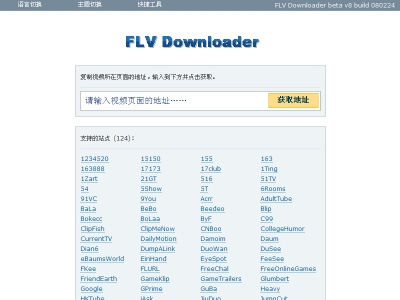 语言切换 主题切换 快捷工具 FLV Downloader beta v8 build 080224
FLV Downloader
复制视频所在页面的地址，输入到下方并点击获取。
请输入视频页面的地址…… 获取地址
支持的站点 (124)：
1234520 15150 155 163
163888 17173 17club 1Ting
1Zart 21GT 516 51TV
54 55how 5T 6Rooms
91VC 9You Acrr AdultTube
BaLa BeBo Beedeo Blip
Bokecc BoLaa ByF C99
ClipFish ClipMeNow CNBoo CollegeHumor
CurrentTV DailyMotion Damoim Daum
Dian6 DumpALink DuoWan DuSee
eBaumsWorld EinHand EyeSpot FeeSee
FKee FLURL FreeChal FreeOnlineGames
FriendEarth GameKlip GameTrailers Glumbert
Google GPrime GuBa Heavy
HKTube iAsk JiuDuo JumpCut